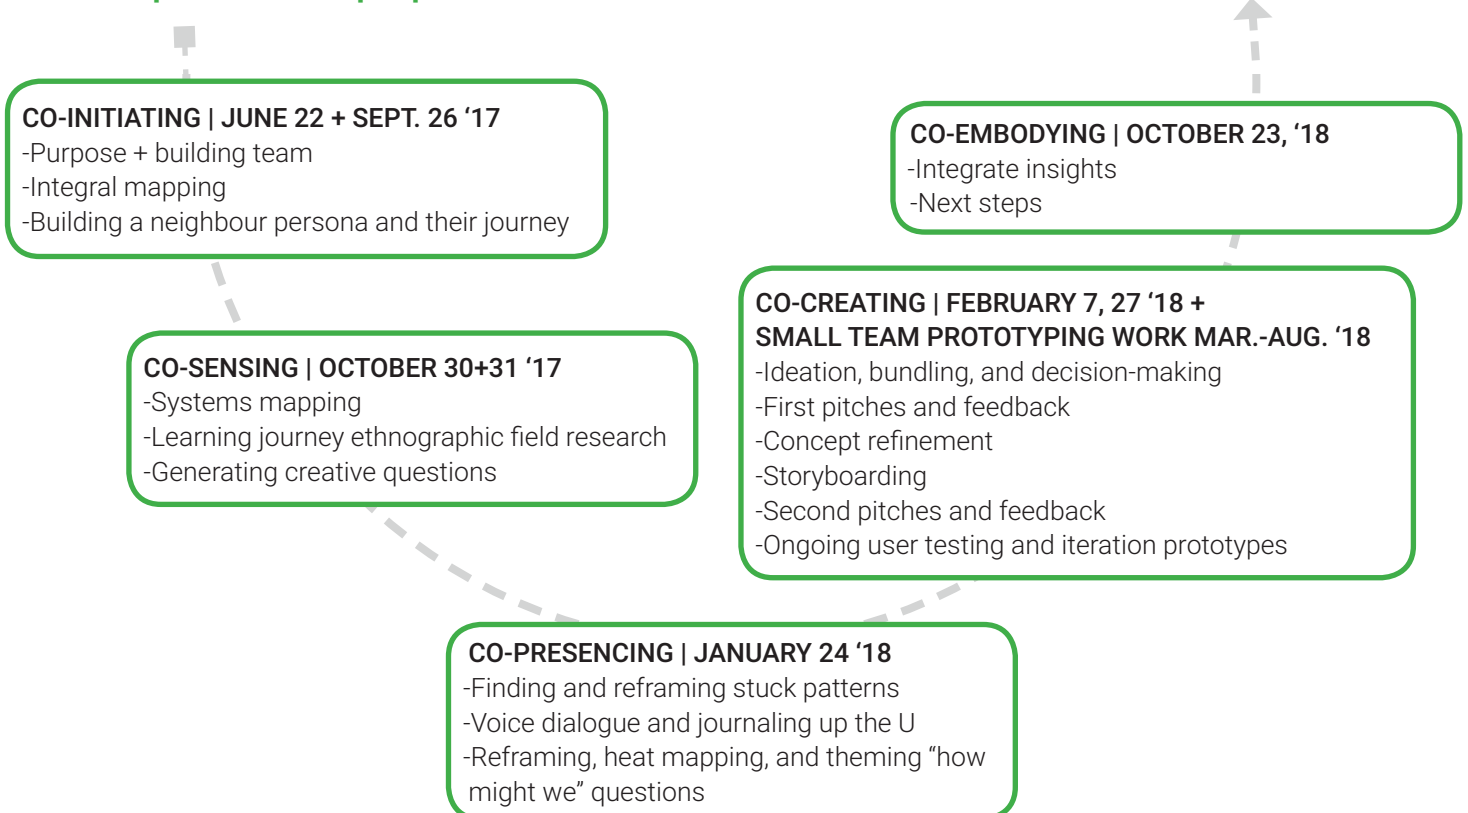 CO-INITIATING | JUNE 22 + SEPT. 26 ‘17
-Purpose + building team
-Integral mapping
-Building a neighbour persona and their journey
CO-SENSING | OCTOBER 30+31 ‘17
-Systems mapping
-Learning journey ethnographic field research
-Generating creative questions
CO-PRESENCING | JANUARY 24 ‘18
-Finding and reframing stuck patterns
-Voice dialogue and journaling up the U
-Reframing, heat mapping, and theming “how
might we” questions
CO-CREATING | FEBRUARY 7, 27 ‘18 +
SMALL TEAM PROTOTYPING WORK MAR.-AUG. ‘18
-Ideation, bundling, and decision-making
-First pitches and feedback
-Concept refinement
-Storyboarding
-Second pitches and feedback
-Ongoing user testing and iteration prototypes
CO-EMBODYING | OCTOBER 23, ‘18
-Integrate insights
-Next steps